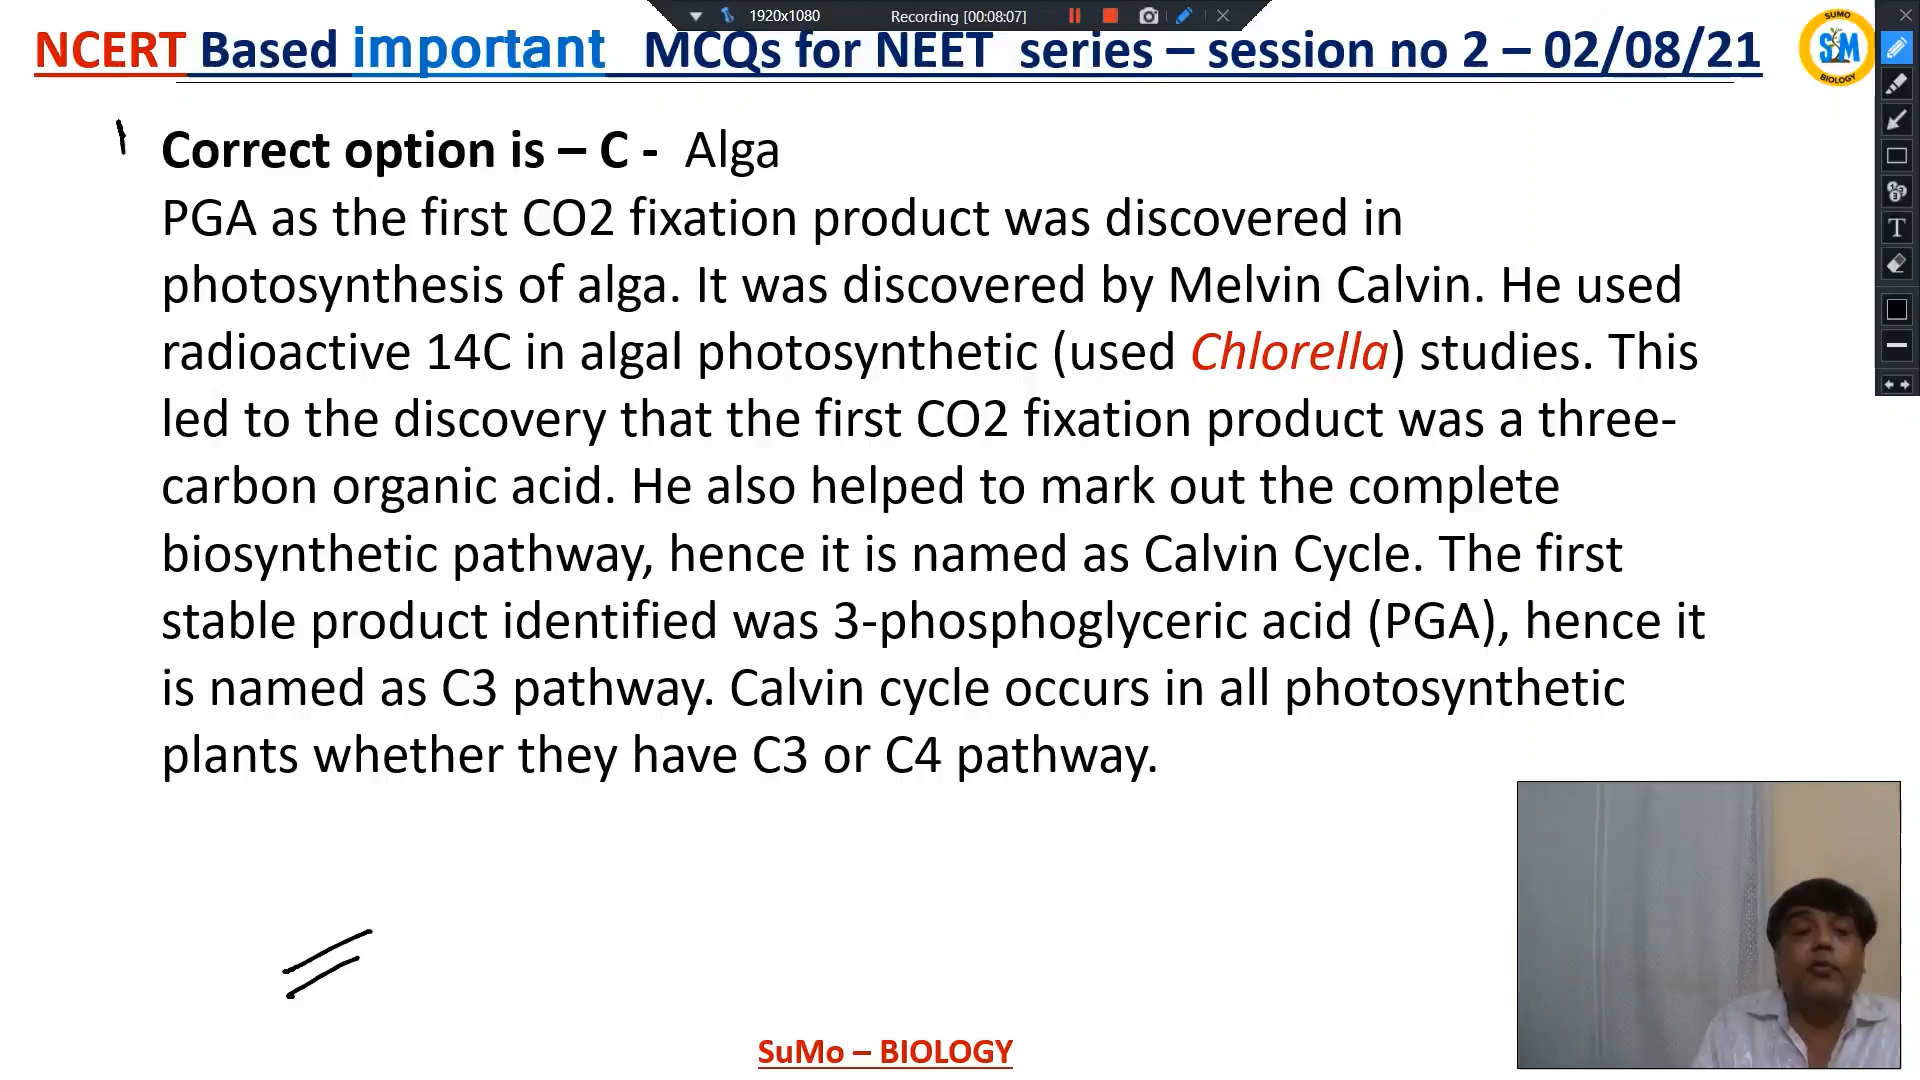 1920x1080 Recording [00:08:07]
NCERT Based important MCQs for NEET series – session no 2 – 02/08/21
SUMO
SM
BIOLOGY
Correct option is – C - Alga
PGA as the first CO2 fixation product was discovered in
photosynthesis of alga. It was discovered by Melvin Calvin. He used
radioactive 14C in algal photosynthetic (used Chlorella) studies. This
led to the discovery that the first CO2 fixation product was a three-
carbon organic acid. He also helped to mark out the complete
biosynthetic pathway, hence it is named as Calvin Cycle. The first
stable product identified was 3-phosphoglyceric acid (PGA), hence it
is named as C3 pathway. Calvin cycle occurs in all photosynthetic
plants whether they have C3 or C4 pathway.
SuMo – BIOLOGY